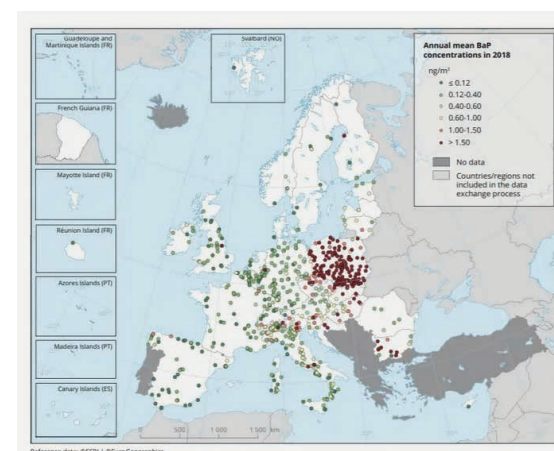 Guadeloupe and
Martinique Islands (FR)
Svalbard (NO)
French Guiana (FR)
Mayotte Island (FR)
Réunion Island (FR)
Azores Islands (PT)
Madeira Islands (PT)
Canary Islands (ES)
Annual mean BaP
concentrations in 2018
ng/m³
≤ 0.12
0.12-0.40
0.40-0.60
0.60-1.00
1.00-1.50
> 1.50
No data
Countries/regions not
included in the data
exchange process
0 500 1 000 1 500 km